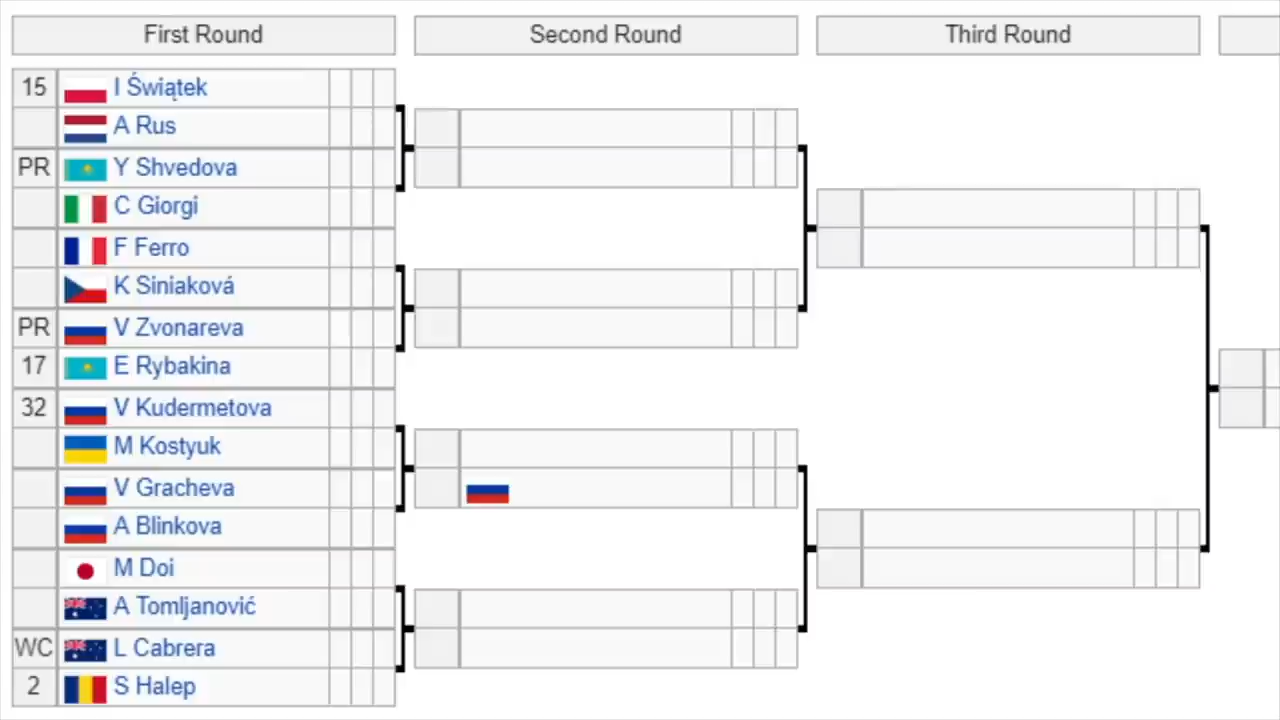 First Round
Second Round
Third Round
15 I Świątek
A Rus
PR Y Shvedova
C Giorgi
F Ferro
K Siniaková
PR V Zvonareva
17 E Rybakina
32 V Kudermetova
M Kostyuk
V Gracheva
A Blinkova
M Doi
A Tomljanović
WC L Cabrera
2 S Halep